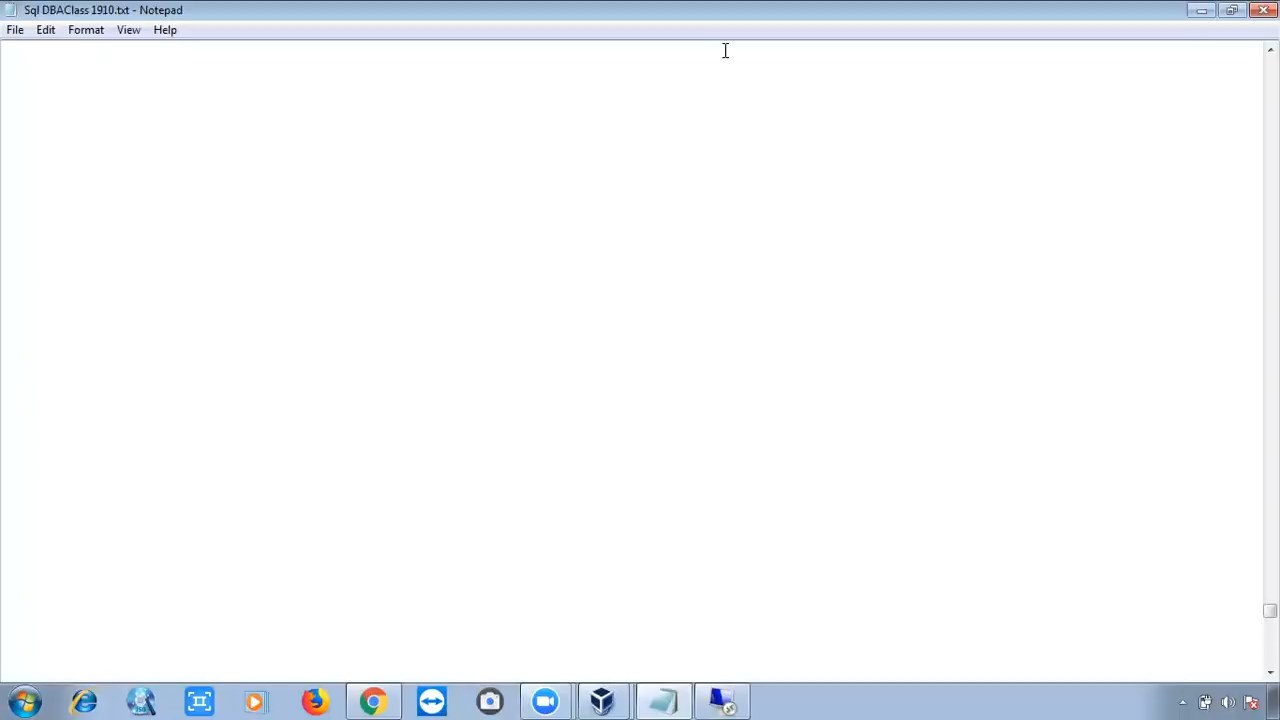 Sql DBAClass 1910.txt - Notepad
File Edit Format View Help